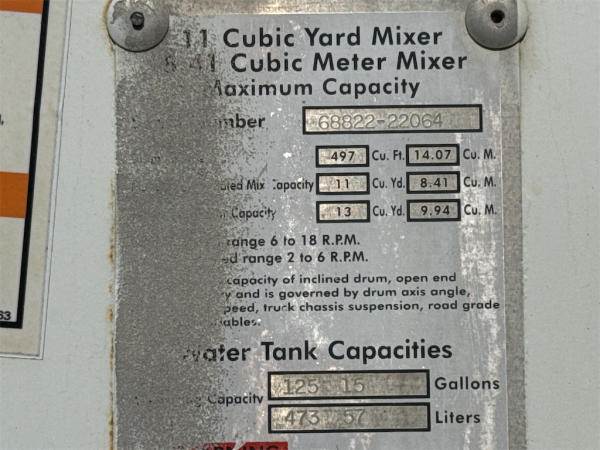 11 Cubic Yard Mixer
8.41 Cubic Meter Mixer
Maximum Capacity
68822-22064
497 Cu. Ft. 14.07 Cu. M.
Mix Capacity 11 Cu. Yd. 8.41 Cu. M.
Capacity 13 Cu. Yd. 9.94 Cu. M.
range 6 to 18 R.P.M.
range 2 to 6 R.P.M.
capacity of inclined drum, open end
and is governed by drum axis angle,
speed, truck chassis suspension, road grade
Water Tank Capacities
125 15 Gallons
Capacity
473 57 Liters
63